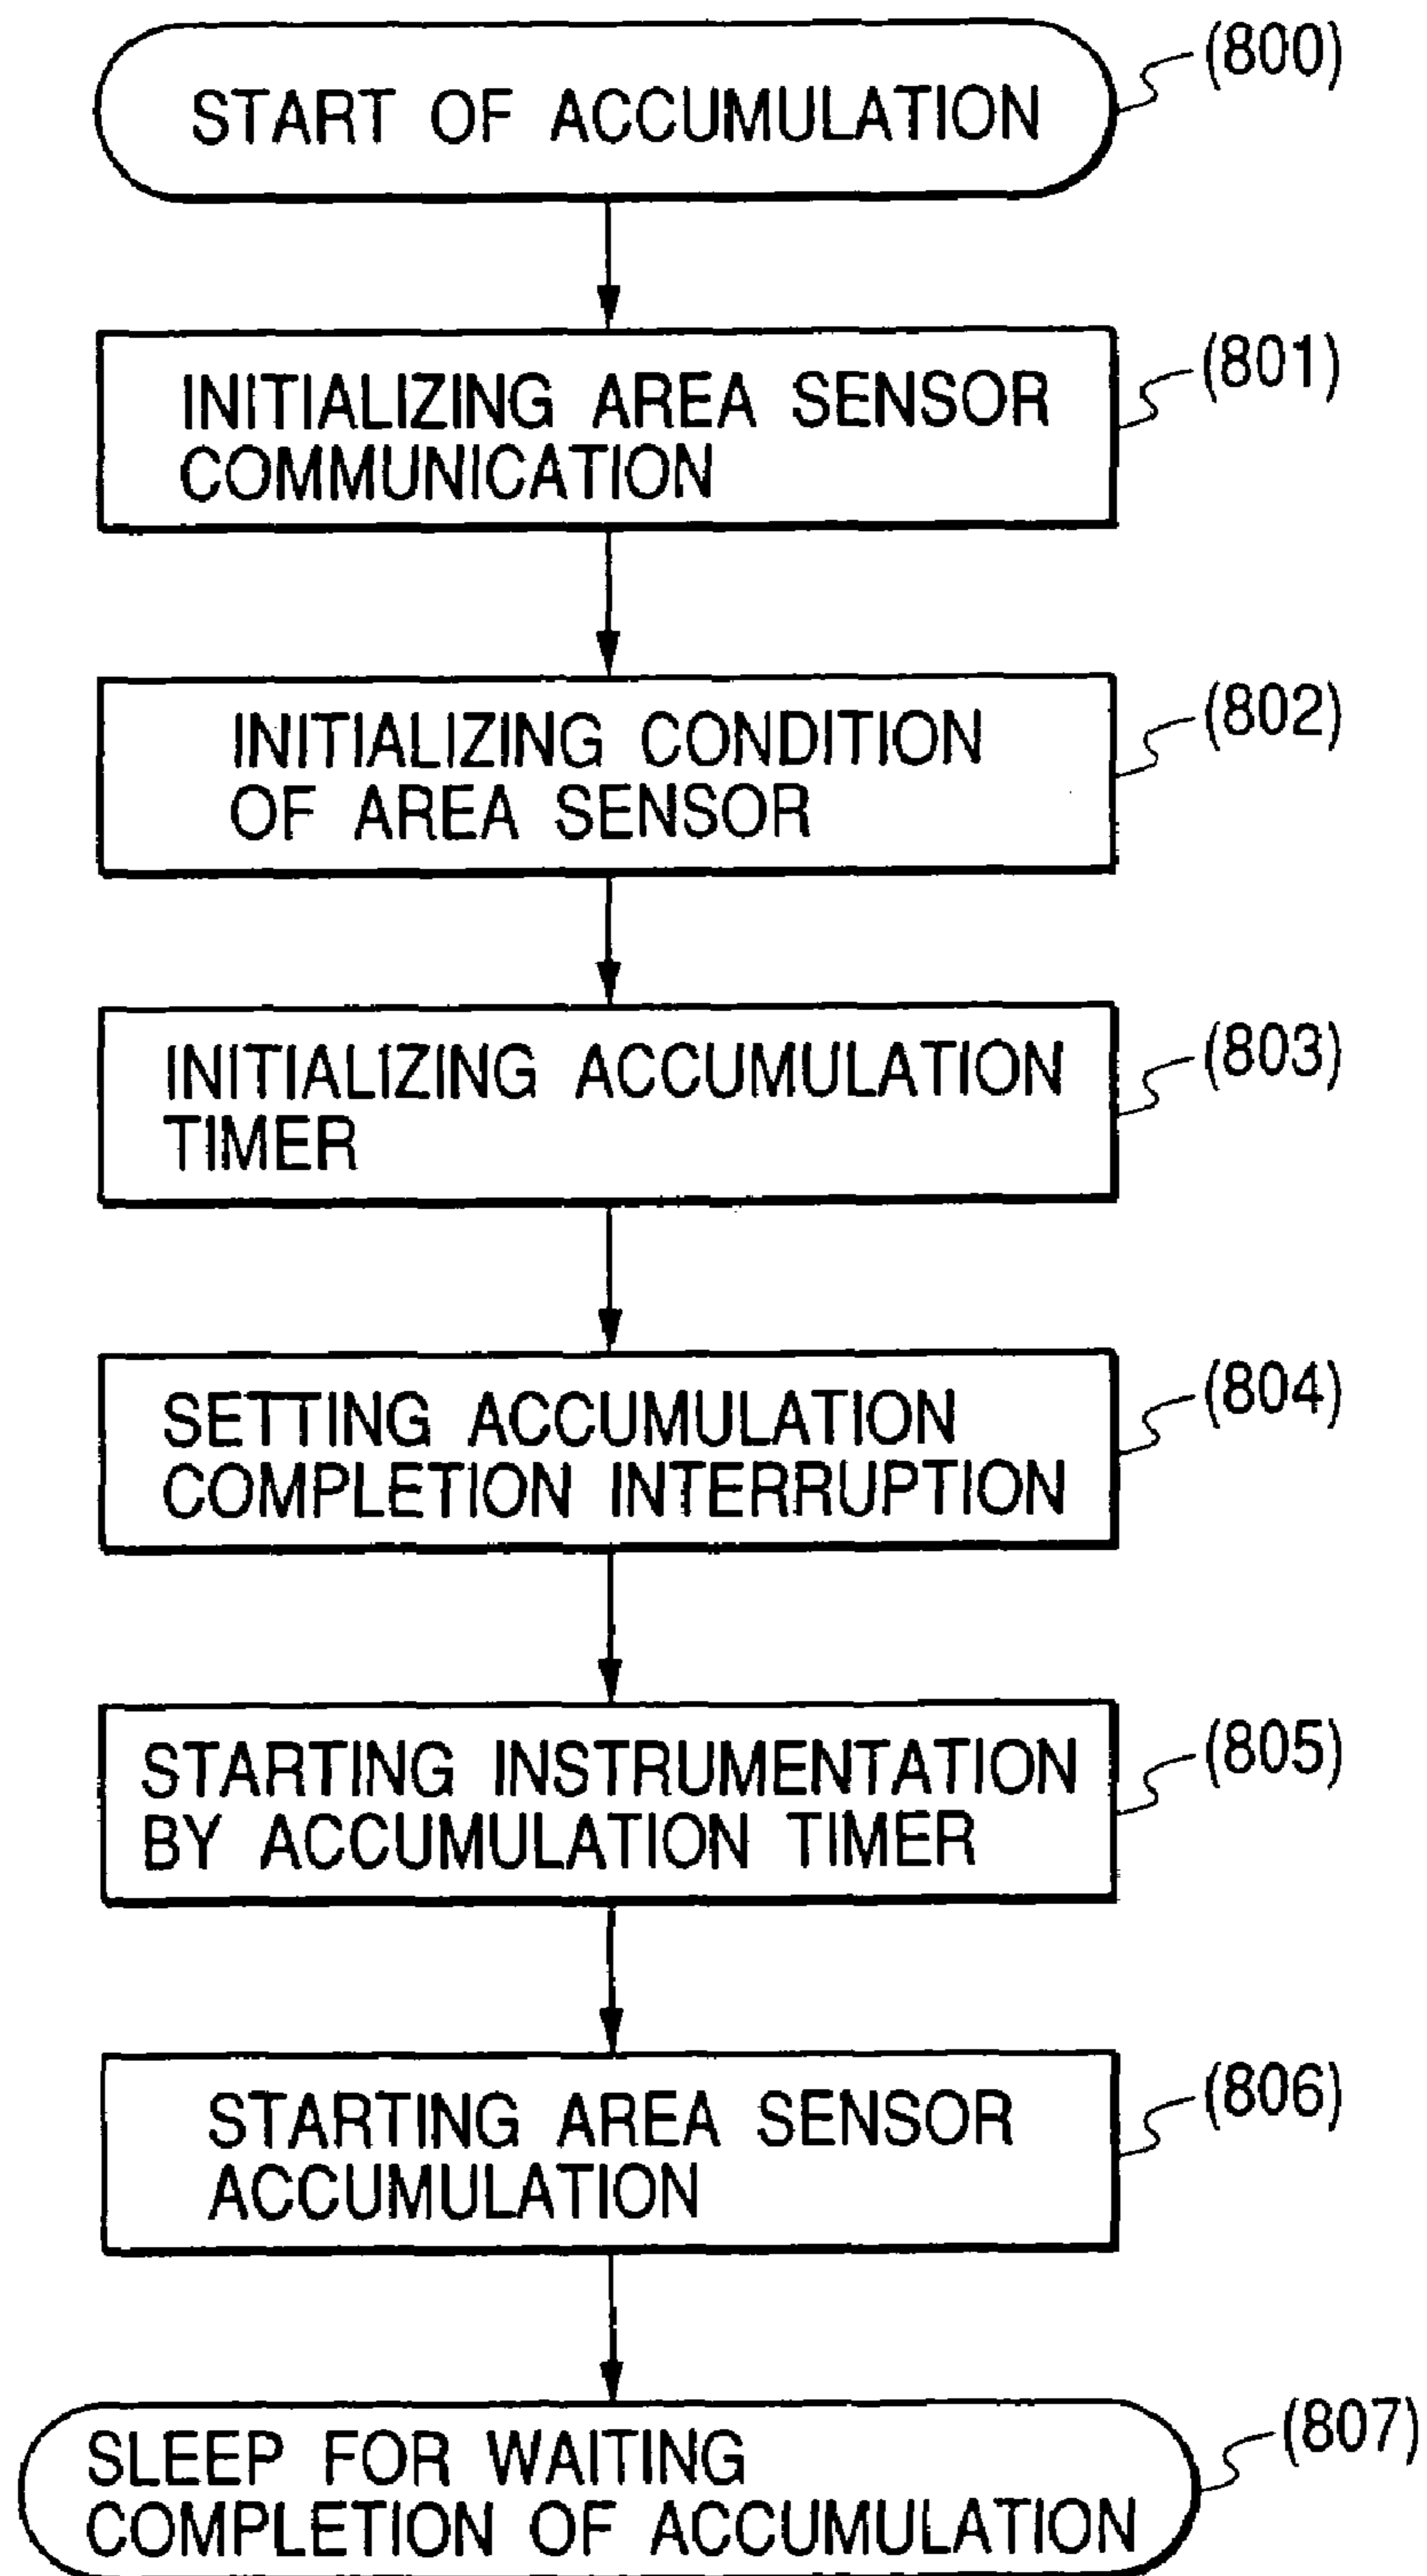 START OF ACCUMULATION
(800)
INITIALIZING AREA SENSOR
COMMUNICATION
(801)
INITIALIZING CONDITION
OF AREA SENSOR
(802)
INITIALIZING ACCUMULATION
TIMER
(803)
SETTING ACCUMULATION
COMPLETION INTERRUPTION
(804)
STARTING INSTRUMENTATION
BY ACCUMULATION TIMER
(805)
STARTING AREA SENSOR
ACCUMULATION
(806)
SLEEP FOR WAITING
COMPLETION OF ACCUMULATION
(807)